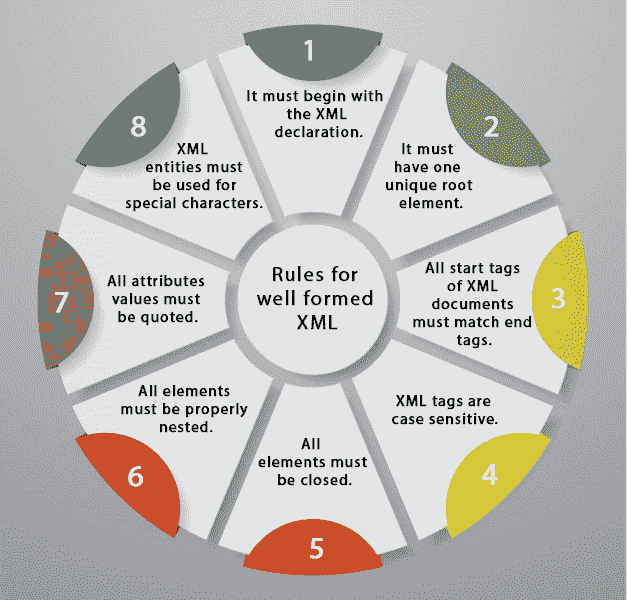 Rules for
well formed
XML
1
It must begin with
the XML
declaration.
2
It must
have one
unique root
element.
3
All start tags
of XML
documents
must match end
tags.
4
XML tags are
case sensitive.
5
All
elements must
be closed.
6
All elements
must be properly
nested.
7
All attributes
values must
be quoted.
8
XML
entities must
be used for
special characters.